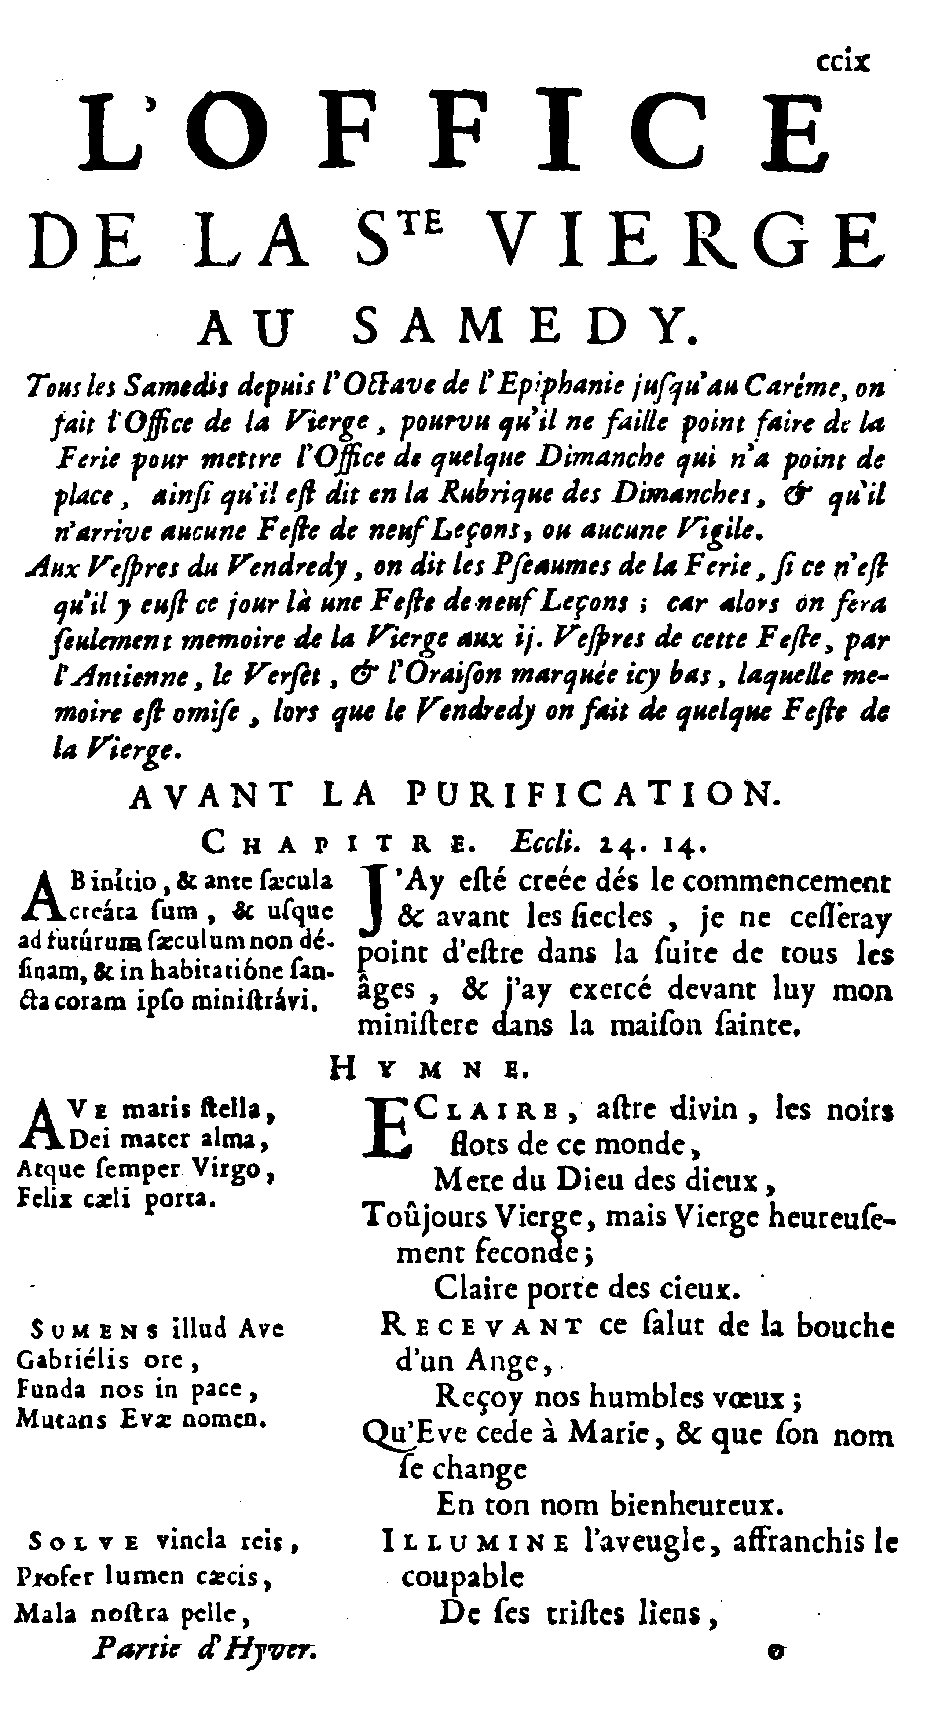 ccix
L'OFFICE
DE LA S^TE VIERGE
AU SAMEDY.
Tous les Samedis depuis l'Octave de l'Epiphanie juſqu'au Carême, on
fait l'Office de la Vierge, pourvu qu'il ne faille point faire de la
Ferie pour mettre l'Office de quelque Dimanche qui n'a point de
place, ainſi qu'il eſt dit en la Rubrique des Dimanches, & qu'il
n'arrive aucune Feſte de neuf Leçons, ou aucune Vigile.
Aux Veſpres du Vendredy, on dit les Pſeaumes de la Ferie, ſi ce n'eſt
qu'il y euſt ce jour là une Feſte de neuf Leçons; car alors on fera
ſeulement memoire de la Vierge aux ij. Veſpres de cette Feſte, par
l'Antienne, le Verſet, & l'Oraiſon marquée icy bas, laquelle me-
moire eſt omiſe, lors que le Vendredy on fait de quelque Feſte de
la Vierge.
AVANT LA PURIFICATION.
CHAPITRE. Eccli. 24. 14.
AB inítio, & ante ſæcula
creáta ſum, & uſque
ad futúrum ſæculum non dé-
ſinam, & in habitatióne ſan-
cta coram ipſo miniſtrávi.
J'Ay eſté creée dés le commencement
& avant les ſiecles, je ne ceſſeray
point d'eſtre dans la ſuite de tous les
âges, & j'ay exercé devant luy mon
miniſtere dans la maiſon ſainte.
HYMNE.
AVE maris ſtella,
Dei mater alma,
Atque ſemper Virgo,
Felix cæli porta.
ECLAIRE, aſtre divin, les noirs
flots de ce monde,
Mere du Dieu des dieux,
Toûjours Vierge, mais Vierge heureuſe-
ment feconde;
Claire porte des cieux.
SUMENS illud Ave
Gabriélis ore,
Funda nos in pace,
Mutans Evæ nomen.
RECEVANT ce ſalut de la bouche
d'un Ange,
Reçoy nos humbles vœux;
Qu'Eve cede à Marie, & que ſon nom
ſe change
En ton nom bienheureux.
SOLVE vincla reis,
Profer lumen cæcis,
Mala noſtra pelle,
ILLUMINE l'aveugle, affranchis le
coupable
De ſes triſtes liens,
Partie d'Hyver.
o